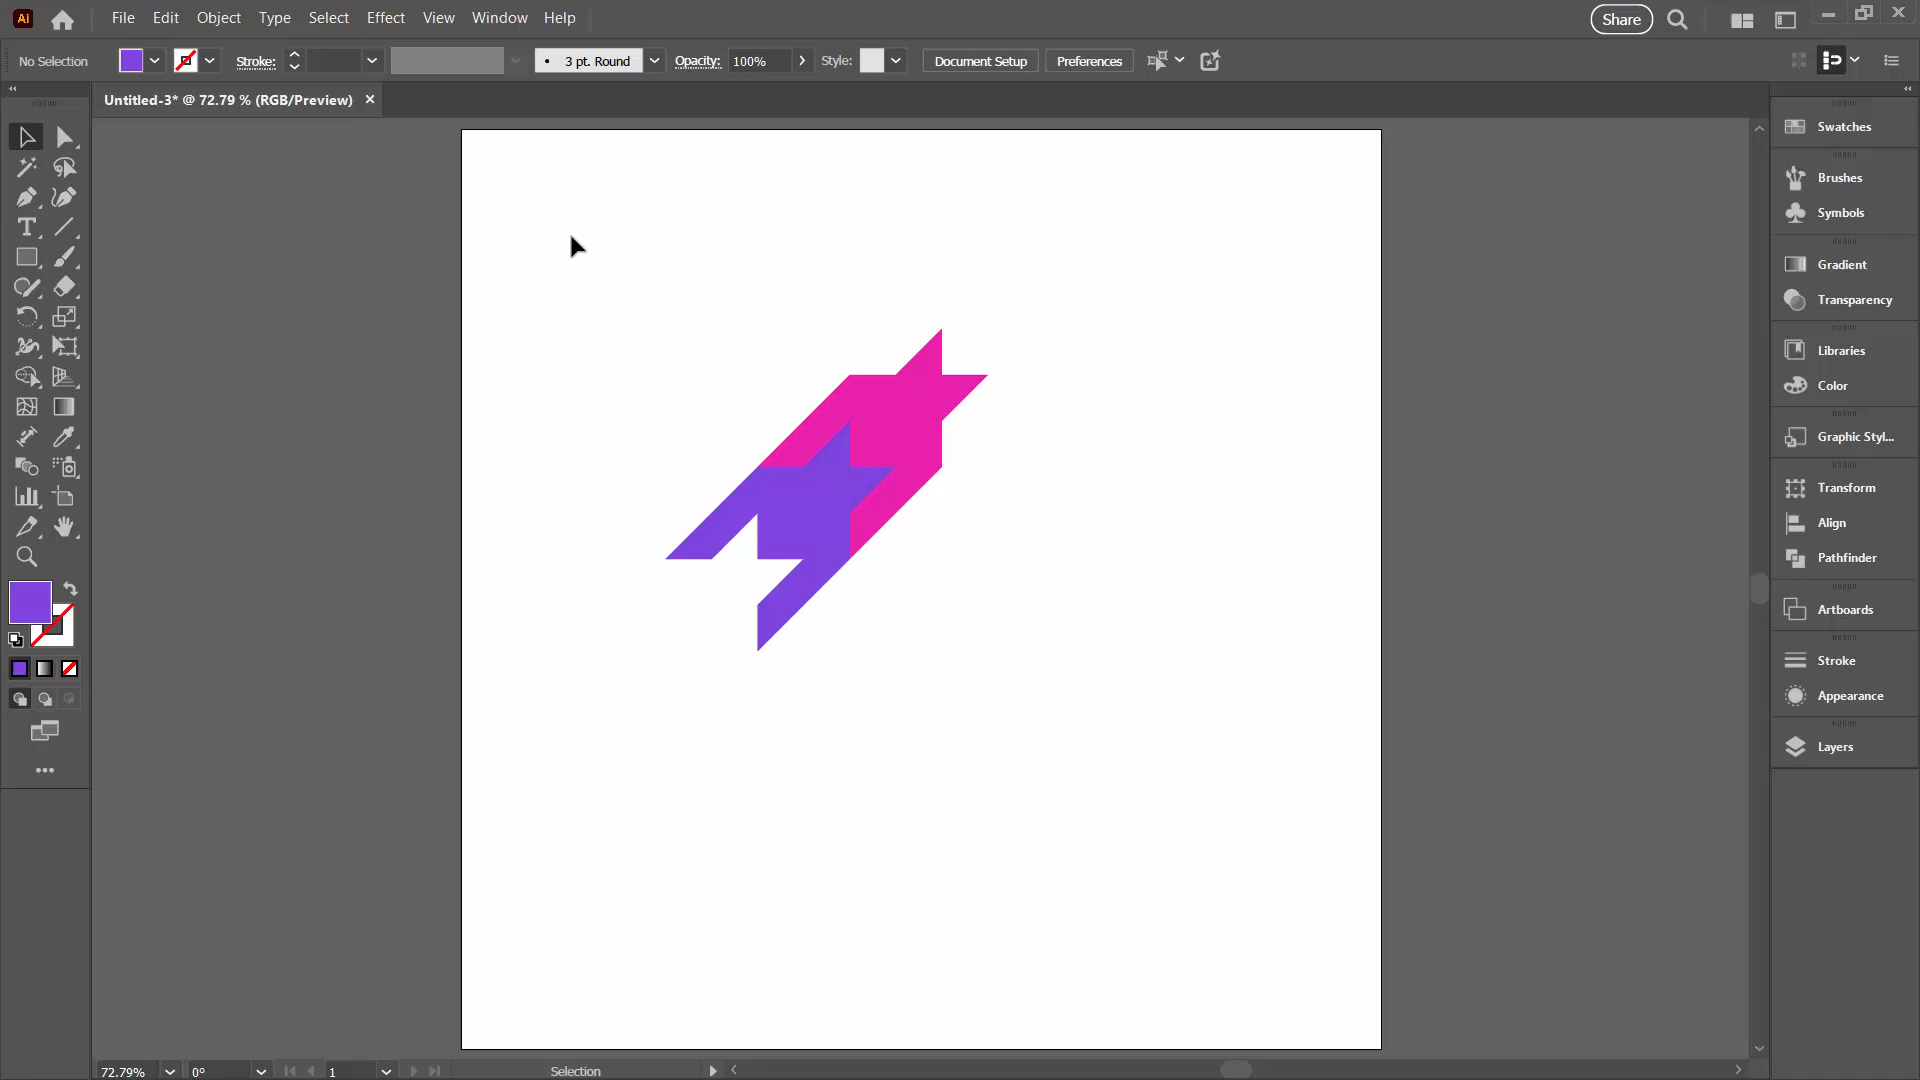 Ai File Edit Object Type Select Effect View Window Help Share
No Selection Stroke: 3 pt. Round Opacity: 100% Style: Document Setup Preferences
Untitled-3* @ 72.79 % (RGB/Preview)
Swatches
Brushes
Symbols
Gradient
Transparency
Libraries
Color
Graphic Styl...
Transform
Align
Pathfinder
Artboards
Stroke
Appearance
Layers
72.79% 0° 1 Selection